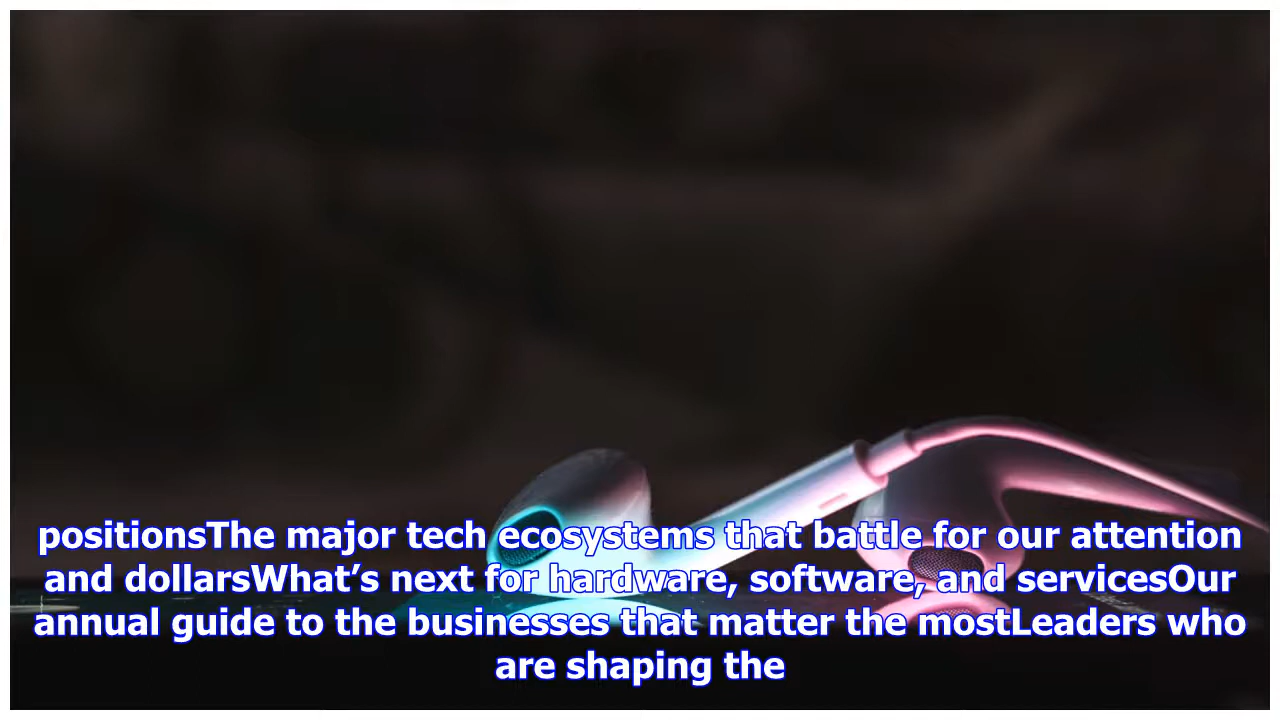 positionsThe major tech ecosystems that battle for our attention
and dollarsWhat’s next for hardware, software, and servicesOur
annual guide to the businesses that matter the mostLeaders who
are shaping the